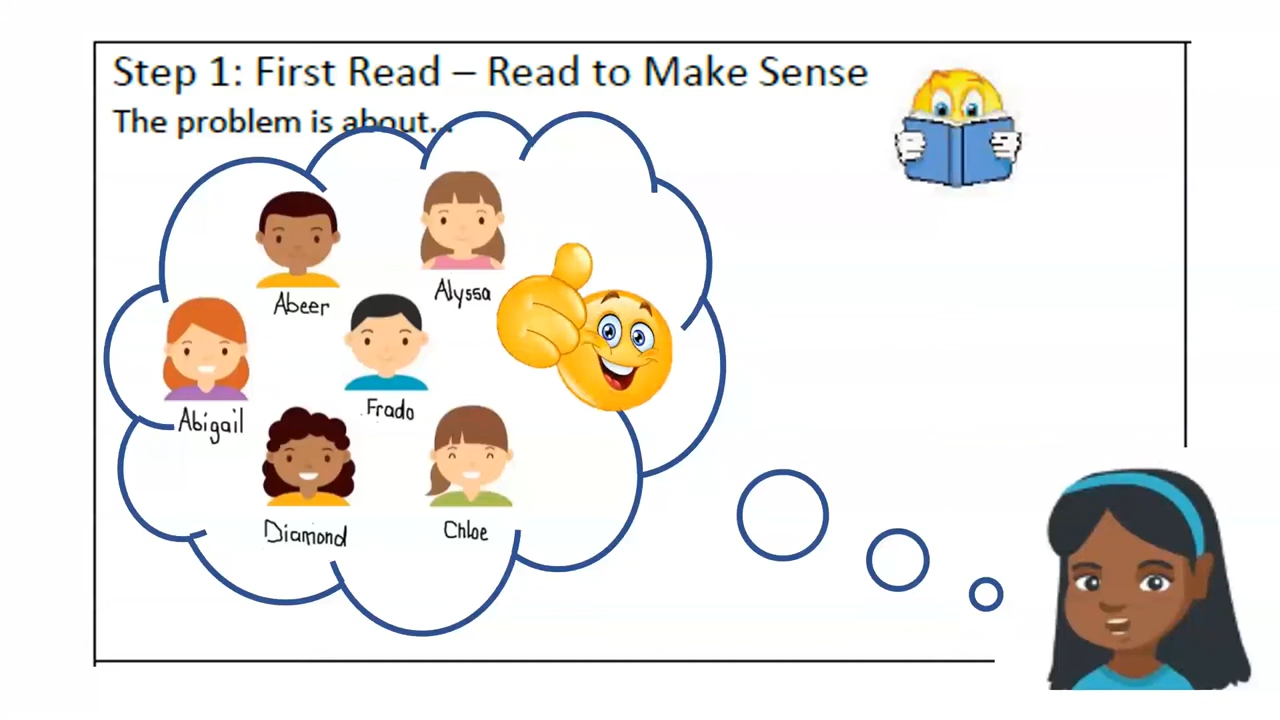 Step 1: First Read – Read to Make Sense
The problem is about...
Abeer
Alyssa
Abigail
Frado
Diamond
Chloe